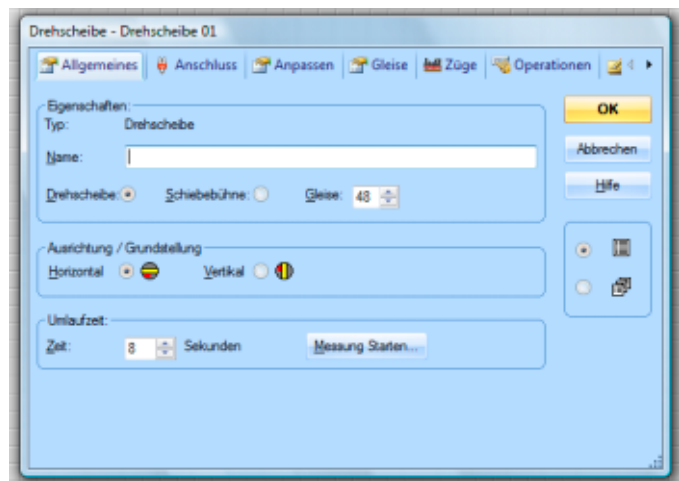 Drehscheibe - Drehscheibe 01
Allgemeines Anschluss Anpassen Gleise Züge Operationen
Eigenschaften:
Typ: Drehscheibe
Name:
Drehscheibe: Schiebebühne: Gleise: 48
Ausrichtung / Grundstellung
Horizontal Vertikal
Umlaufzeit:
Zeit: 8 Sekunden Messung Starten...
OK
Abbrechen
Hilfe